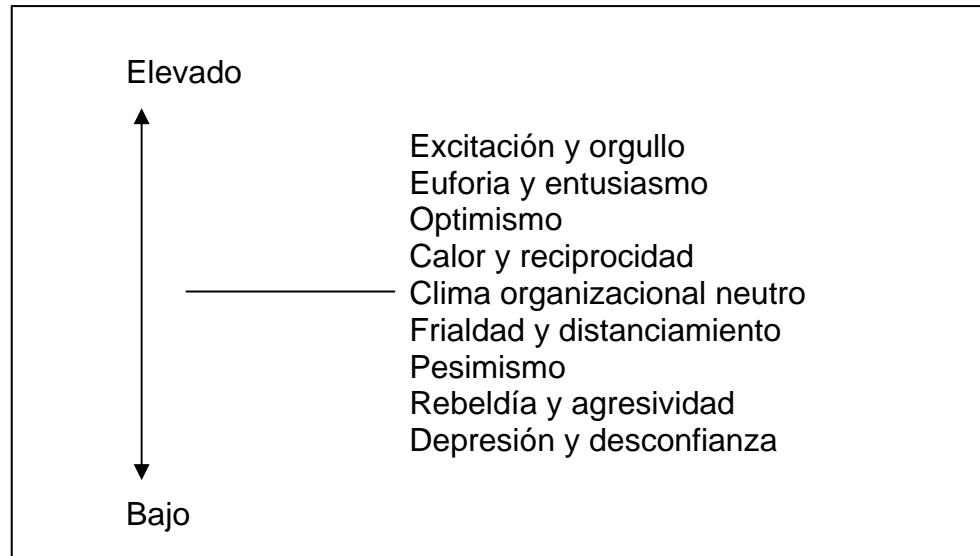 Elevado
Excitación y orgullo
Euforia y entusiasmo
Optimismo
Calor y reciprocidad
Clima organizacional neutro
Frialdad y distanciamiento
Pesimismo
Rebeldía y agresividad
Depresión y desconfianza
Bajo